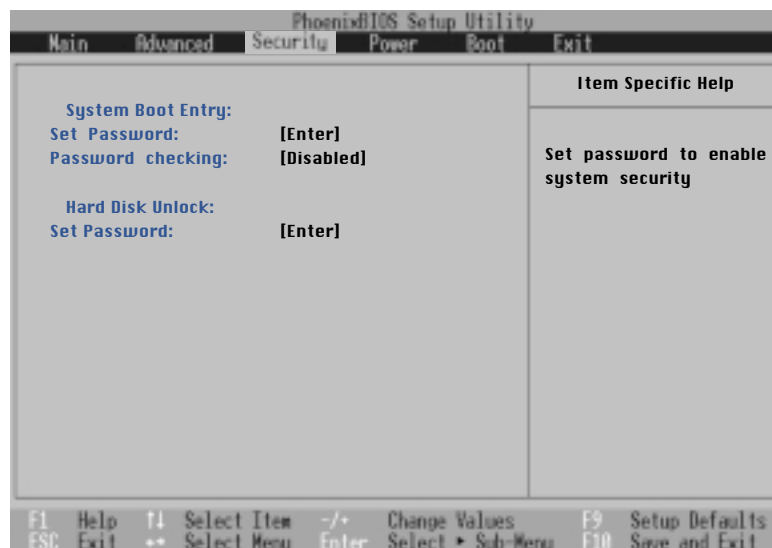 PhoenixBIOS Setup Utility
Main Advanced Security Power Boot Exit
Item Specific Help
System Boot Entry:
Set Password: [Enter]
Password checking: [Disabled]
Set password to enable
system security
Hard Disk Unlock:
Set Password: [Enter]
F1 Help ↑↓ Select Item -/+ Change Values F9 Setup Defaults
ESC Exit ←→ Select Menu Enter Select ▸ Sub-Menu F10 Save and Exit